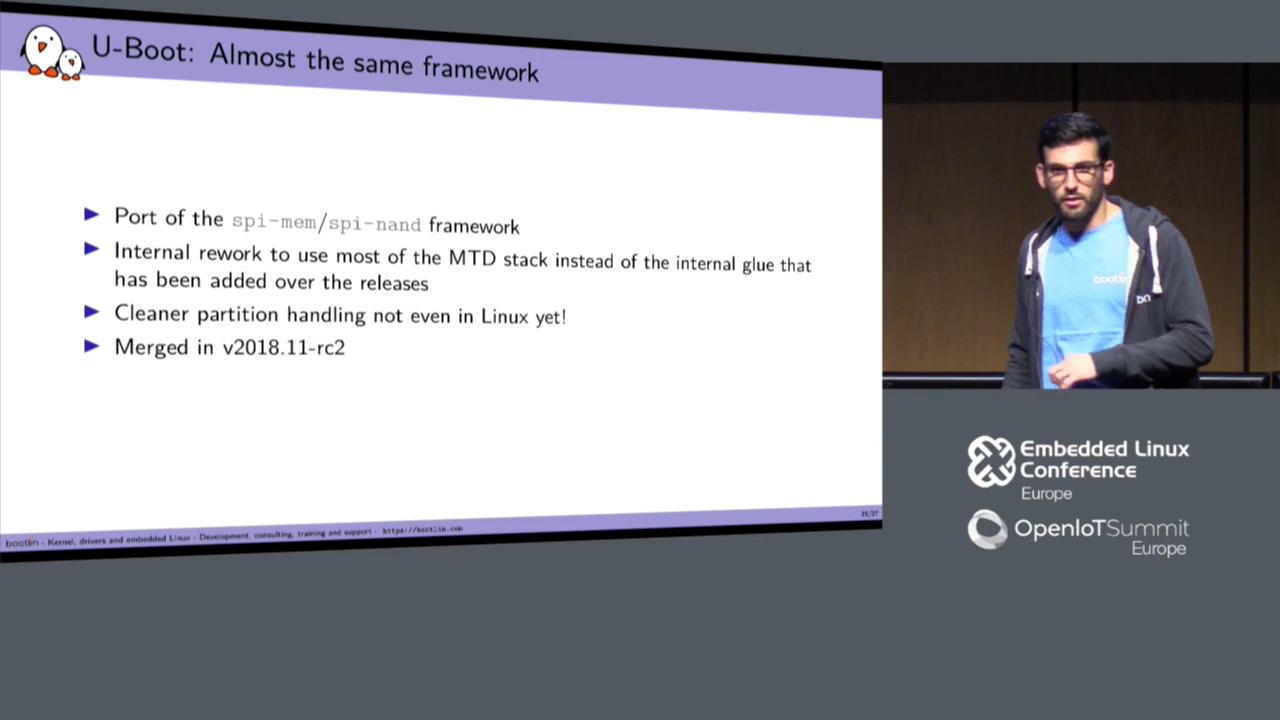 U-Boot: Almost the same framework
Port of the spi-mem/spi-nand framework
Internal rework to use most of the MTD stack instead of the internal glue that
has been added over the releases
Cleaner partition handling not even in Linux yet!
Merged in v2018.11-rc2
bootlin - Kernel, drivers and embedded Linux - Development, consulting, training and support - https://bootlin.com
bootlin
Embedded Linux
Conference
Europe
OpenIoTSummit
Europe